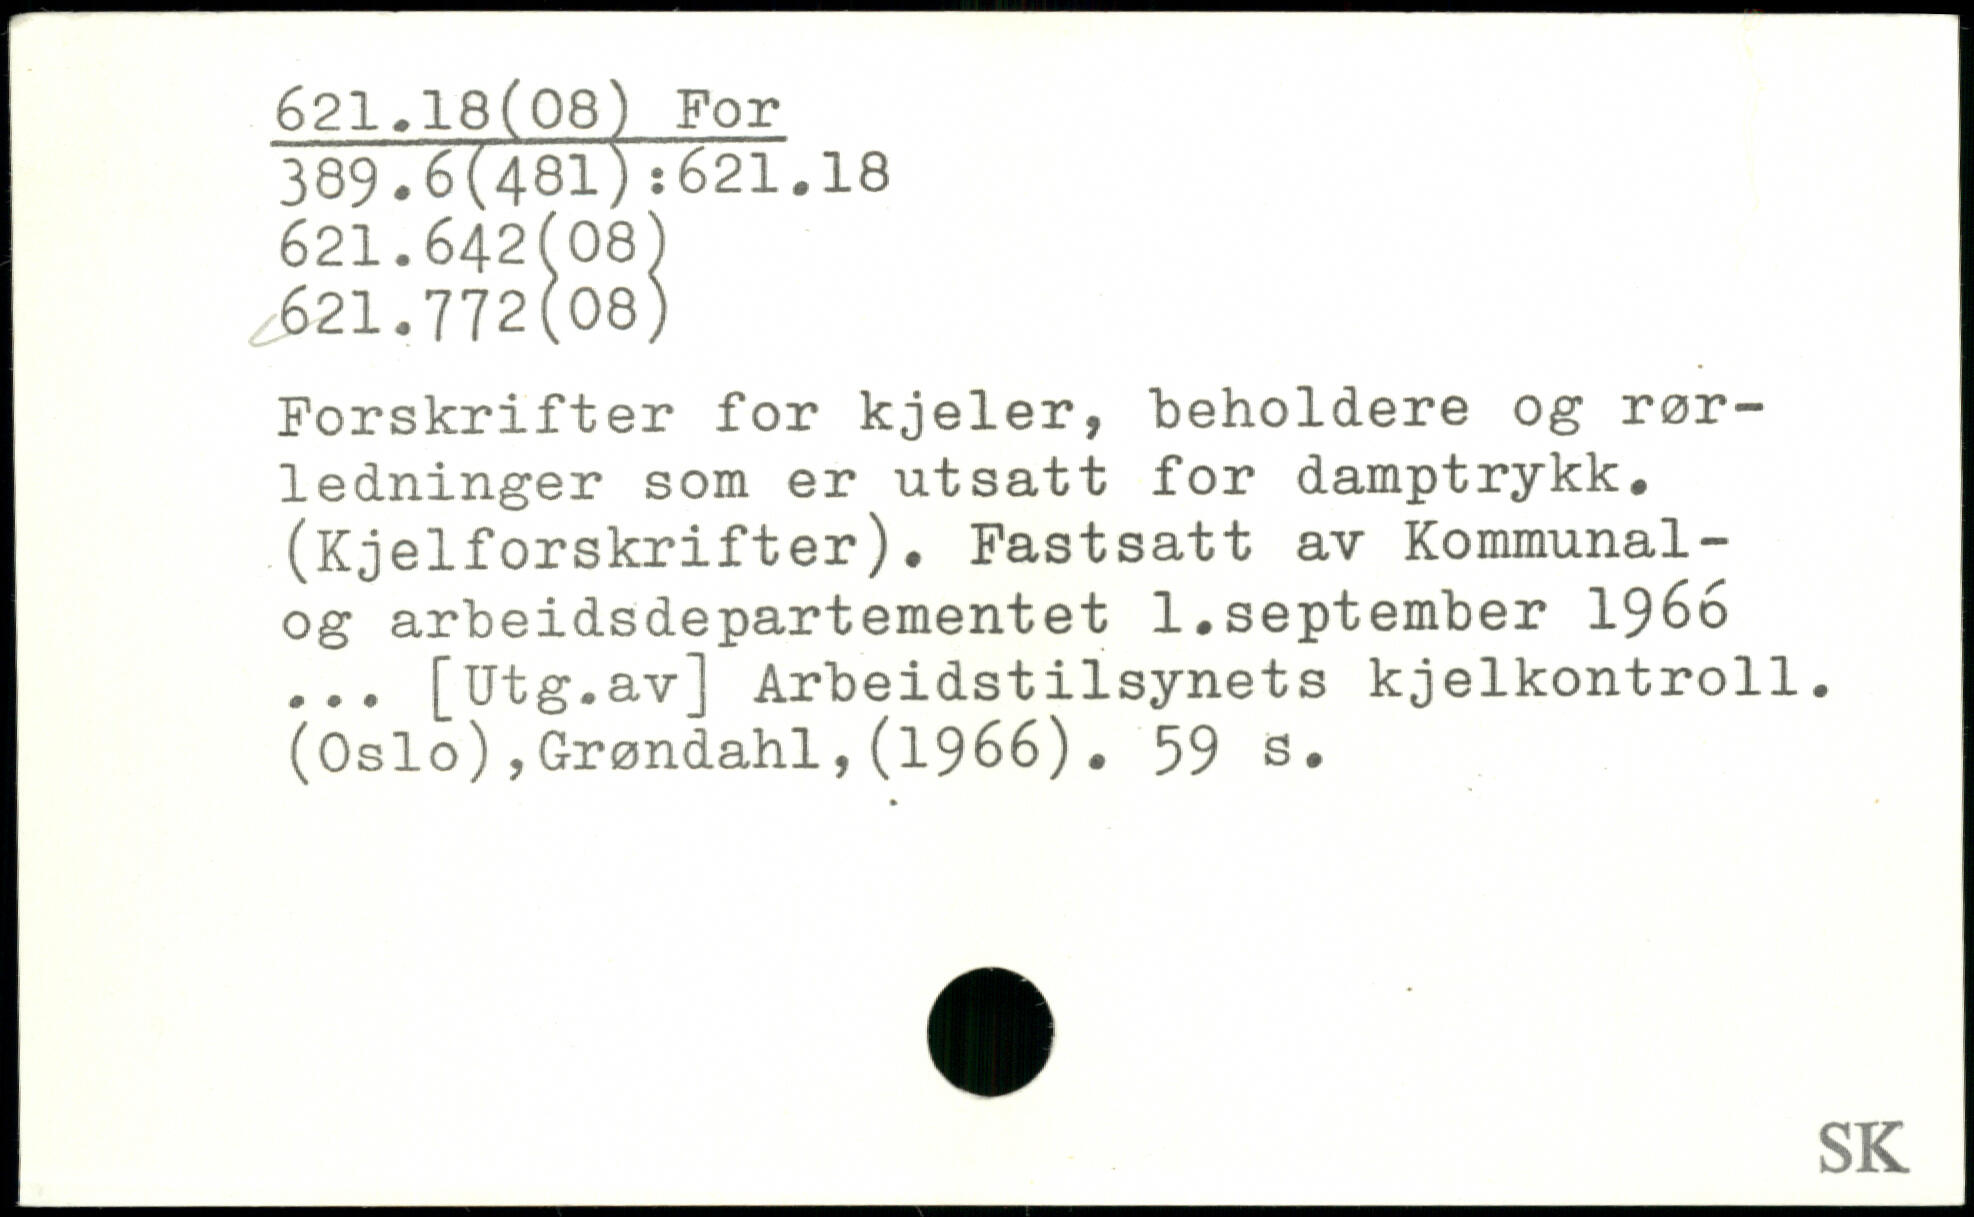 621.18(08) For
389.6(481):621.18
621.642(08)
621.772(08)
Forskrifter for kjeler, beholdere og rør-
ledninger som er utsatt for damptrykk.
(Kjelforskrifter). Fastsatt av Kommunal-
og arbeidsdepartementet 1.september 1966
... [Utg.av] Arbeidstilsynets kjelkontroll.
(Oslo),Grøndahl,(1966). 59 s.
SK